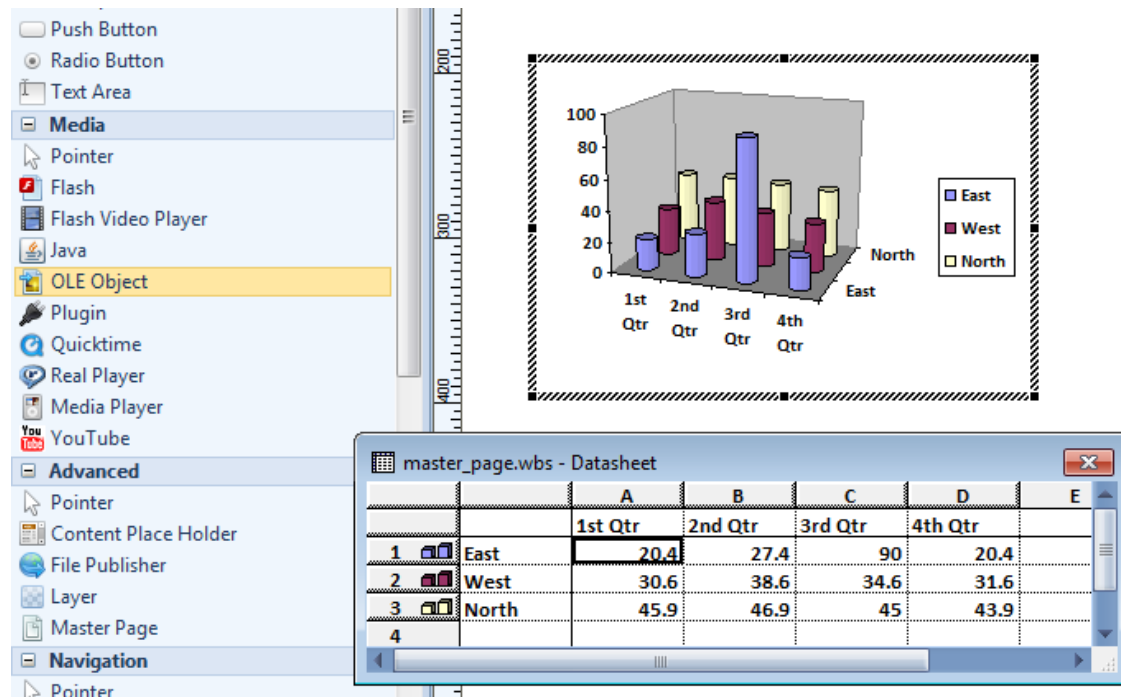 Push Button
Radio Button
Text Area
Media
Pointer
Flash
Flash Video Player
Java
OLE Object
Plugin
Quicktime
Real Player
Media Player
You Tube YouTube
Advanced
Pointer
Content Place Holder
File Publisher
Layer
Master Page
Navigation
Pointer
200
300
400
100
80
60
40
20
0
1st Qtr
2nd Qtr
3rd Qtr
4th Qtr
North
East
East
West
North
master_page.wbs - Datasheet
A B C D E
1st Qtr 2nd Qtr 3rd Qtr 4th Qtr
1 East 20.4 27.4 90 20.4
2 West 30.6 38.6 34.6 31.6
3 North 45.9 46.9 45 43.9
4